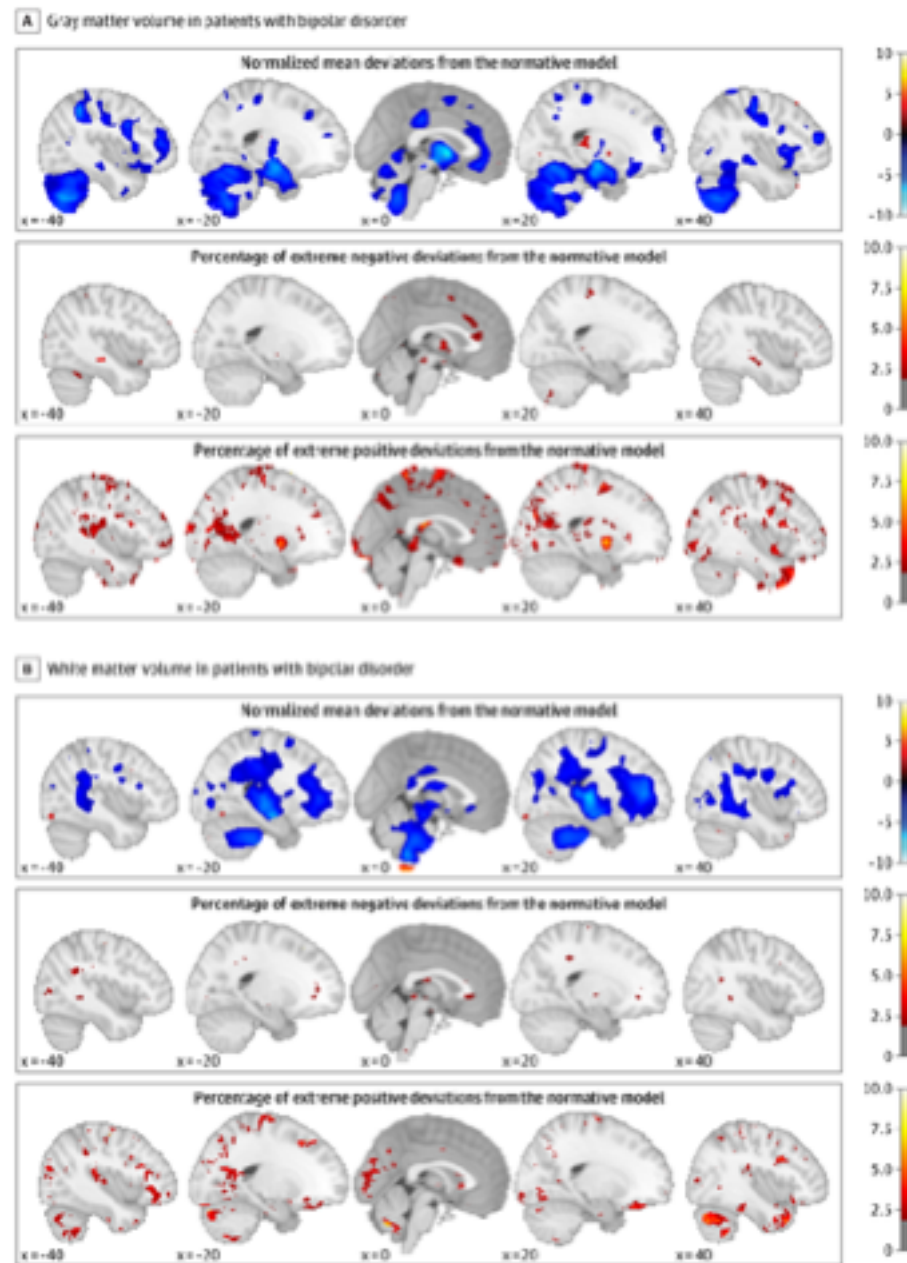 A Gray matter volume in patients with bipolar disorder
Normalized mean deviations from the normative model
10
5
0
-5
-10
x = -40 x = -20 x = 0 x = 20 x = 40
Percentage of extreme negative deviations from the normative model
10.0
7.5
5.0
2.5
0
x = -40 x = -20 x = 0 x = 20 x = 40
Percentage of extreme positive deviations from the normative model
10.0
7.5
5.0
2.5
0
x = -40 x = -20 x = 0 x = 20 x = 40
B White matter volume in patients with bipolar disorder
Normalized mean deviations from the normative model
10
5
0
-5
-10
x = -40 x = -20 x = 0 x = 20 x = 40
Percentage of extreme negative deviations from the normative model
10.0
7.5
5.0
2.5
0
x = -40 x = -20 x = 0 x = 20 x = 40
Percentage of extreme positive deviations from the normative model
10.0
7.5
5.0
2.5
0
x = -40 x = -20 x = 0 x = 20 x = 40